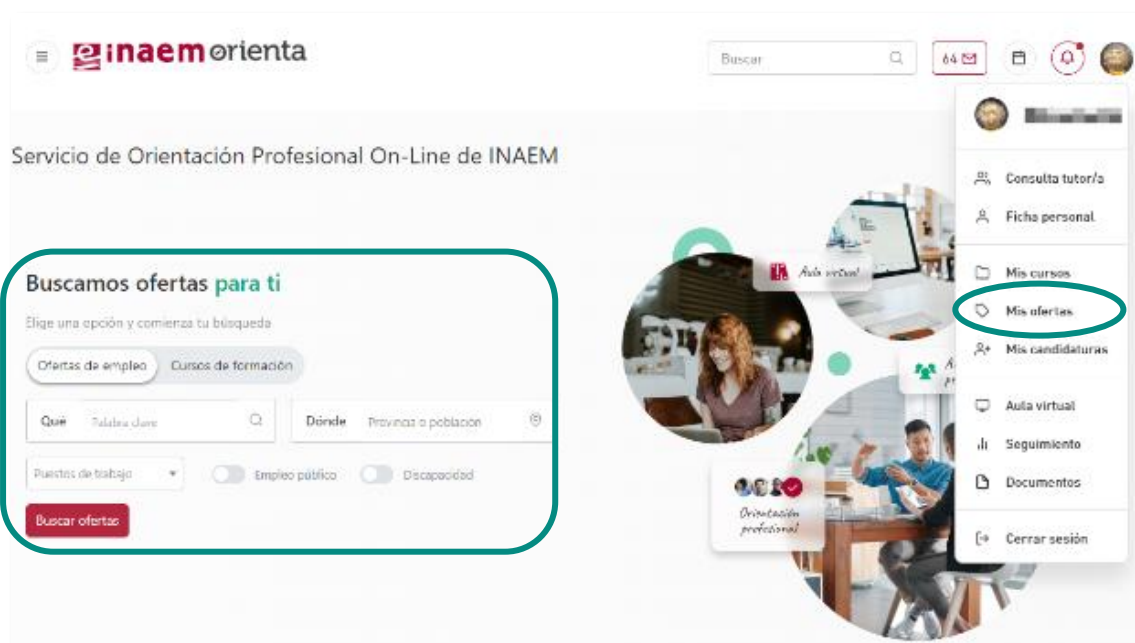 inaem orienta
Buscar
64
Servicio de Orientación Profesional On-Line de INAEM
Buscamos ofertas para ti
Elige una opción y comienza tu búsqueda
Ofertas de empleo Cursos de formación
Qué Palabra clave Dónde Provincia o población
Puestos de trabajo Empleo público Discapacidad
Buscar ofertas
Aula virtual
Orientación
profesional
Consulta tutor/a
Ficha personal
Mis cursos
Mis ofertas
Mis candidaturas
Aula virtual
Seguimiento
Documentos
Cerrar sesión